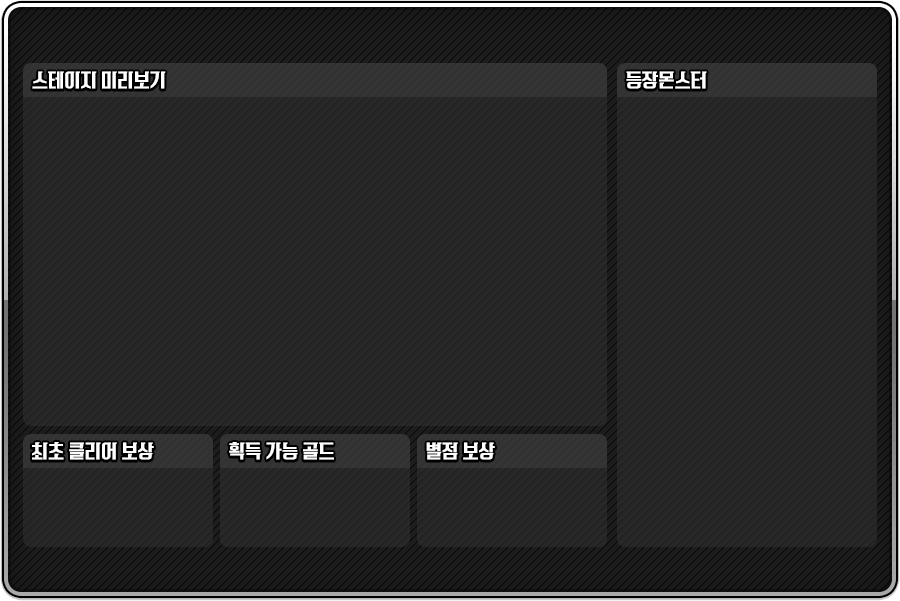 스테이지 미리보기
등장몬스터
최초 클리어 보상
획득 가능 골드
별점 보상